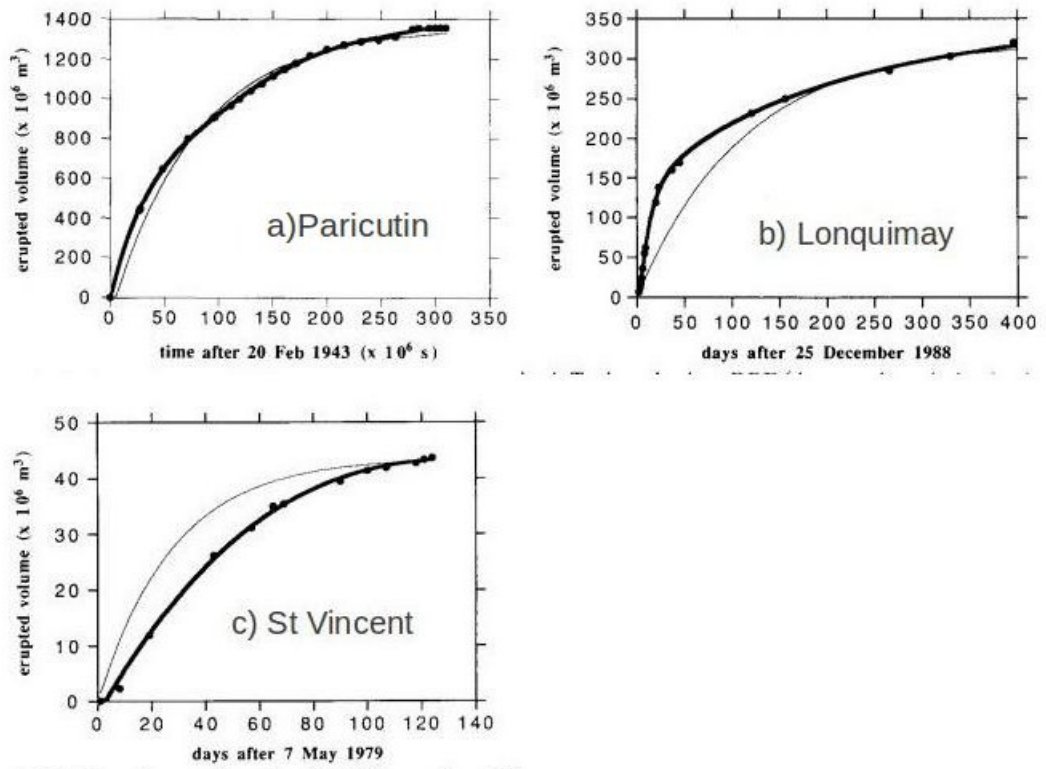 1400
1200
1000
800
600
400
200
0
erupted volume (x 10⁶ m³)
a)Paricutin
0 50 100 150 200 250 300 350
time after 20 Feb 1943 (x 10⁶ s)
350
300
250
200
150
100
50
0
erupted volume (x 10⁶ m³)
b) Lonquimay
0 50 100 150 200 250 300 350 400
days after 25 December 1988
50
40
30
20
10
0
erupted volume (x 10⁶ m³)
c) St Vincent
0 20 40 60 80 100 120 140
days after 7 May 1979